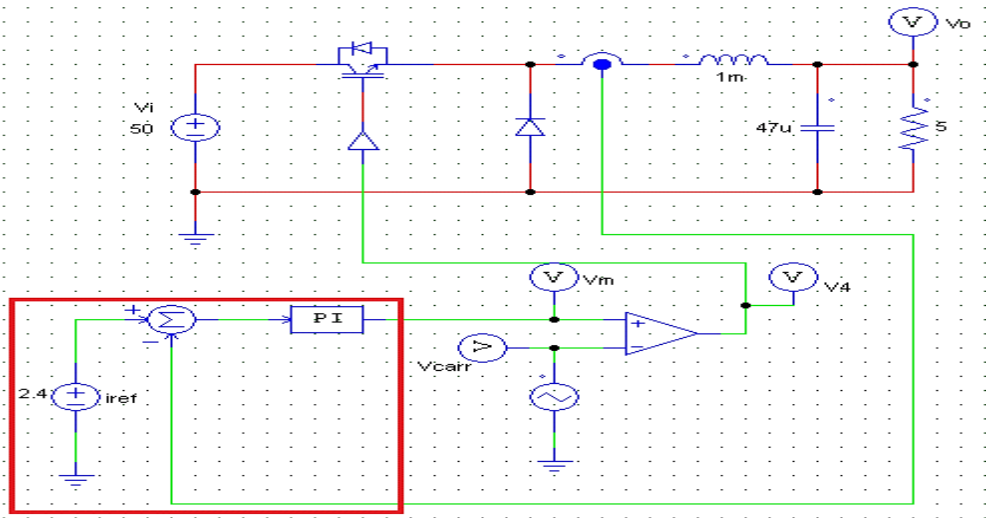 V Vo
1m
Vi
50
47u
5
V Vm
V V4
+
PI
+
−
V
Vcarr
2.4
+
iref
−
Σ
+